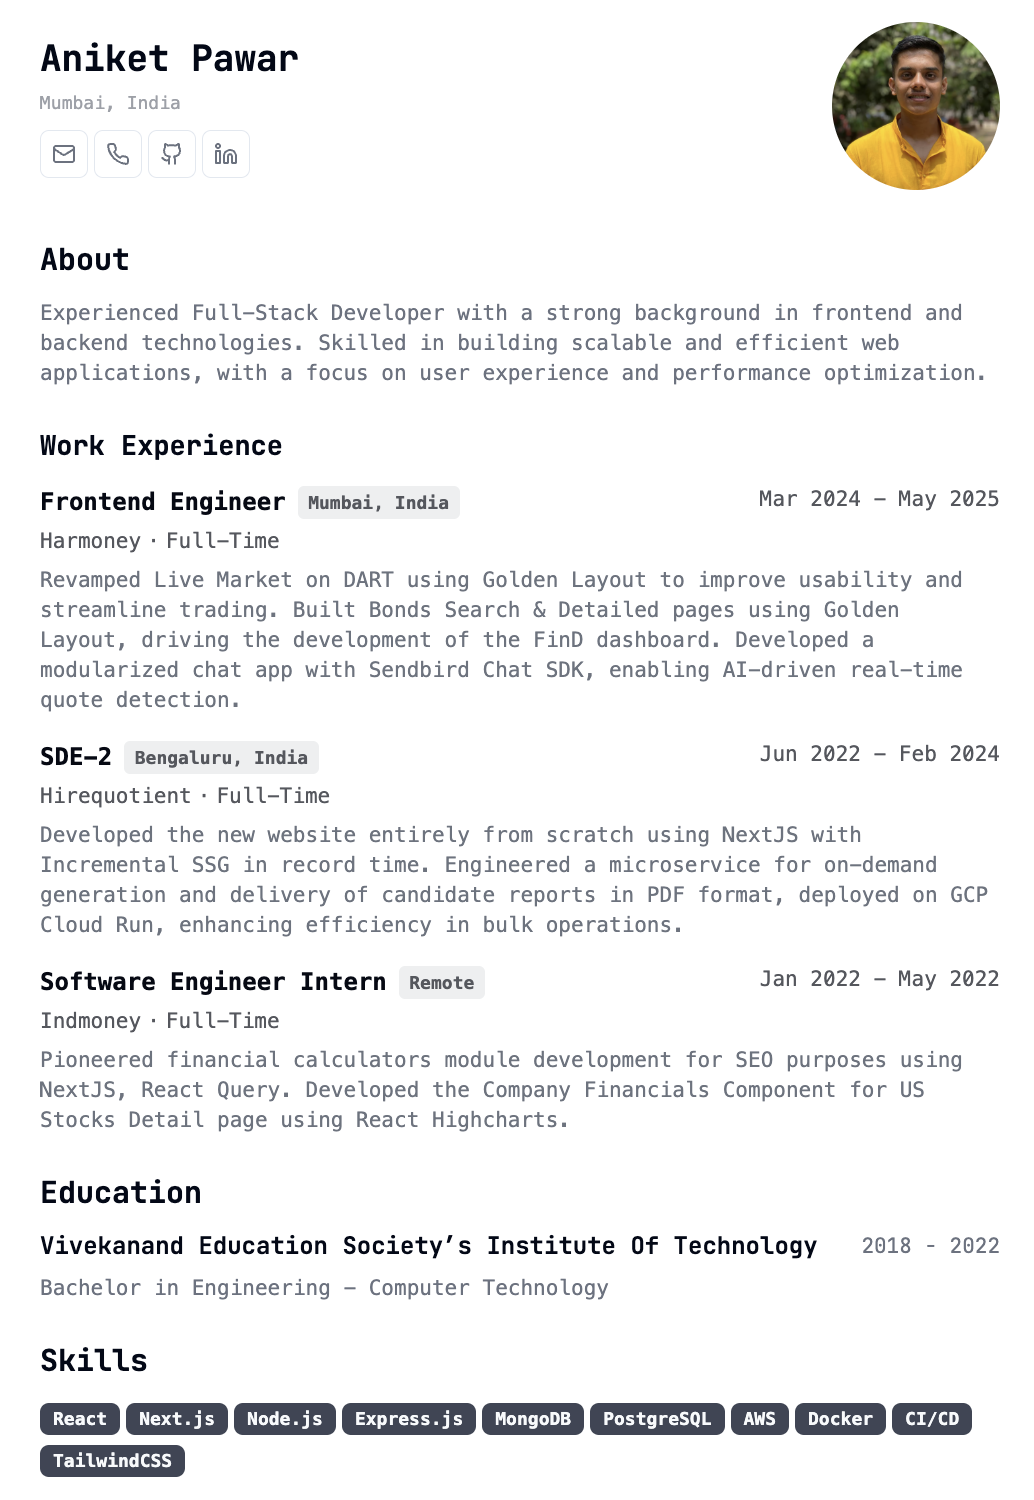 Aniket Pawar
Mumbai, India
About
Experienced Full-Stack Developer with a strong background in frontend and
backend technologies. Skilled in building scalable and efficient web
applications, with a focus on user experience and performance optimization.
Work Experience
Frontend Engineer Mumbai, India Mar 2024 - May 2025
Harmoney · Full-Time
Revamped Live Market on DART using Golden Layout to improve usability and
streamline trading. Built Bonds Search & Detailed pages using Golden
Layout, driving the development of the FinD dashboard. Developed a
modularized chat app with Sendbird Chat SDK, enabling AI-driven real-time
quote detection.
SDE-2 Bengaluru, India Jun 2022 - Feb 2024
Hirequotient · Full-Time
Developed the new website entirely from scratch using NextJS with
Incremental SSG in record time. Engineered a microservice for on-demand
generation and delivery of candidate reports in PDF format, deployed on GCP
Cloud Run, enhancing efficiency in bulk operations.
Software Engineer Intern Remote Jan 2022 - May 2022
Indmoney · Full-Time
Pioneered financial calculators module development for SEO purposes using
NextJS, React Query. Developed the Company Financials Component for US
Stocks Detail page using React Highcharts.
Education
Vivekanand Education Society’s Institute Of Technology 2018 - 2022
Bachelor in Engineering - Computer Technology
Skills
React Next.js Node.js Express.js MongoDB PostgreSQL AWS Docker CI/CD
TailwindCSS